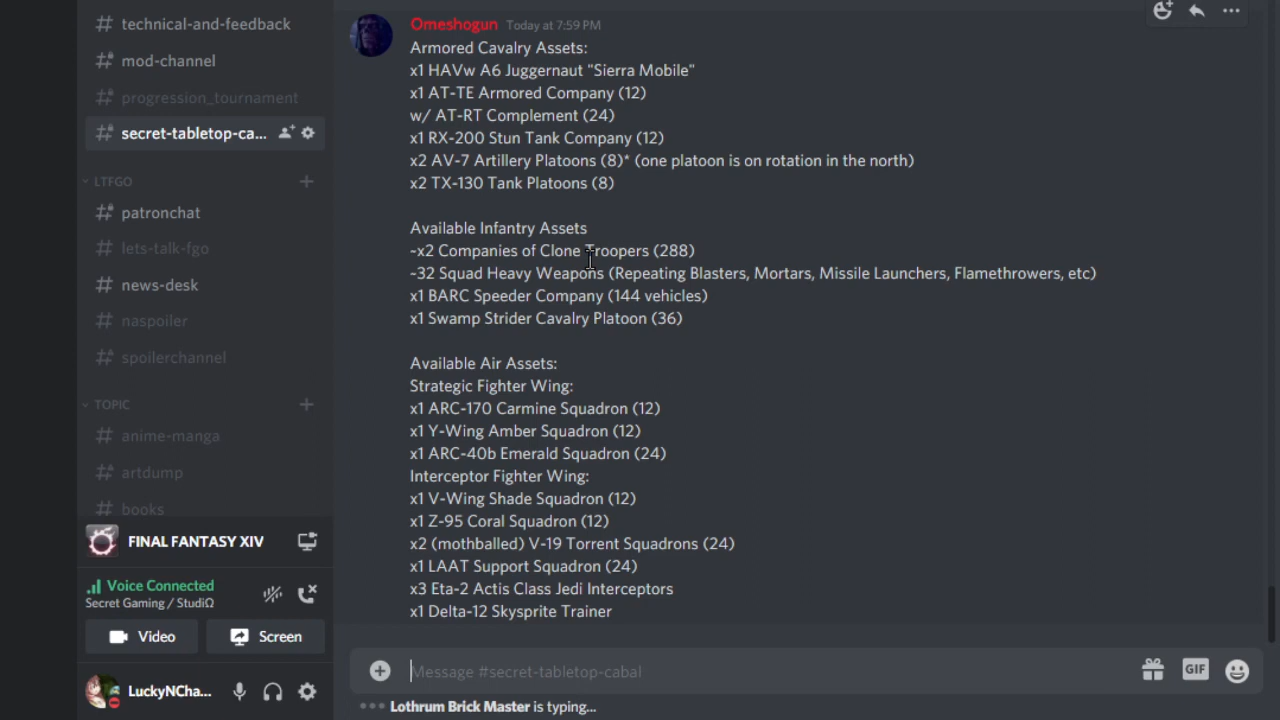 technical-and-feedback
mod-channel
progression_tournament
secret-tabletop-ca...
LTFGO
patronchat
lets-talk-fgo
news-desk
naspoiler
spoilerchannel
TOPIC
anime-manga
artdump
books
FINAL FANTASY XIV
Voice Connected
Secret Gaming / StudiΩ
Video
Screen
LuckyNCha...
Omeshogun Today at 7:59 PM
Armored Cavalry Assets:
x1 HAVw A6 Juggernaut "Sierra Mobile"
x1 AT-TE Armored Company (12)
w/ AT-RT Complement (24)
x1 RX-200 Stun Tank Company (12)
x2 AV-7 Artillery Platoons (8)* (one platoon is on rotation in the north)
x2 TX-130 Tank Platoons (8)
Available Infantry Assets
~x2 Companies of Clone Troopers (288)
~32 Squad Heavy Weapons (Repeating Blasters, Mortars, Missile Launchers, Flamethrowers, etc)
x1 BARC Speeder Company (144 vehicles)
x1 Swamp Strider Cavalry Platoon (36)
Available Air Assets:
Strategic Fighter Wing:
x1 ARC-170 Carmine Squadron (12)
x1 Y-Wing Amber Squadron (12)
x1 ARC-40b Emerald Squadron (24)
Interceptor Fighter Wing:
x1 V-Wing Shade Squadron (12)
x1 Z-95 Coral Squadron (12)
x2 (mothballed) V-19 Torrent Squadrons (24)
x1 LAAT Support Squadron (24)
x3 Eta-2 Actis Class Jedi Interceptors
x1 Delta-12 Skysprite Trainer
Message #secret-tabletop-cabal
GIF
Lothrum Brick Master is typing...